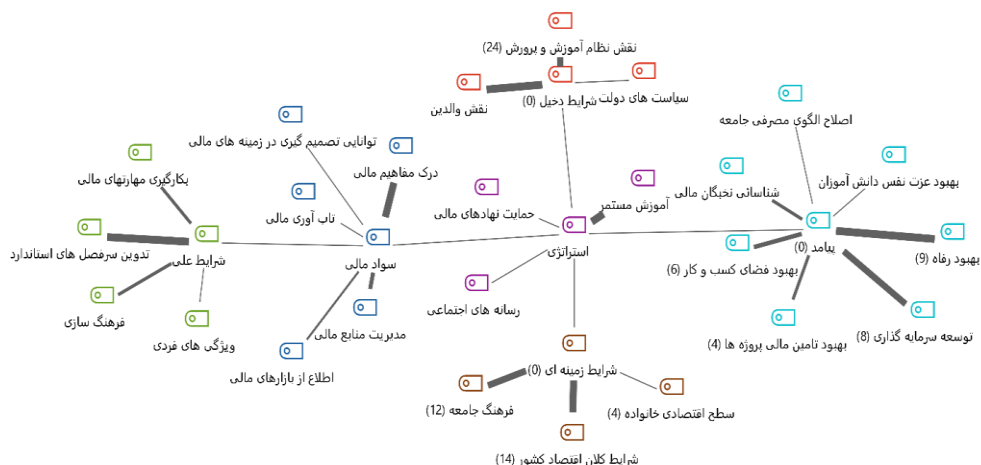 نقش نظام آموزش و پرورش (24)
سیاست های دولت
شرایط دخیل (0)
نقش والدین
اصلاح الگوی مصرفی جامعه
توانایی تصمیم گیری در زمینه های مالی
درک مفاهیم مالی
بکارگیری مهارتهای مالی
بهبود عزت نفس دانش آموزان
شناسائی نخبگان مالی
آموزش مستمر
حمایت نهادهای مالی
تاب آوری مالی
تدوین سرفصل های استاندارد
شرایط علی
سواد مالی
استراتژی
پیامد (0)
بهبود رفاه (9)
بهبود فضای کسب و کار (6)
رسانه های اجتماعی
فرهنگ سازی
ویژگی های فردی
مدیریت منابع مالی
اطلاع از بازارهای مالی
توسعه سرمایه گذاری (8)
بهبود تامین مالی پروژه ها (4)
شرایط زمینه ای (0)
سطح اقتصادی خانواده (4)
فرهنگ جامعه (12)
شرایط کلان اقتصاد کشور (14)